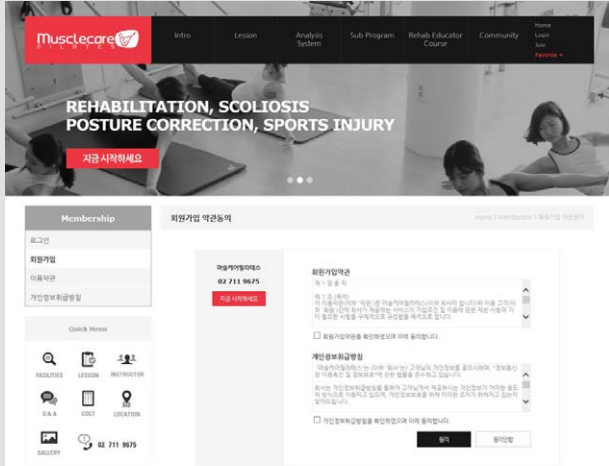 Musclecare
PILATES
Intro
Lesson
Analysis
System
Sub Program
Rehab Educator
Course
Community
Home
Login
Join
Favorite +
REHABILITATION, SCOLIOSIS
POSTURE CORRECTION, SPORTS INJURY
지금 시작하세요
Membership
로그인
회원가입
이용약관
개인정보취급방침
Quick Menu
FACILITIES
LESSON
INSTRUCTOR
Q & A
COST
LOCATION
GALLERY
02 711 9675
회원가입 약관동의
Home > Membership > 회원가입 약관동의
머슬케어필라테스
02 711 9675
지금 시작하세요
회원가입약관
제 1 장 총 칙
제 1 조 (목적)
회원가입약관을 확인하였으며 이에 동의합니다.
개인정보취급방침
개인정보취급방침을 확인하였으며 이에 동의합니다.
동의
동의안함